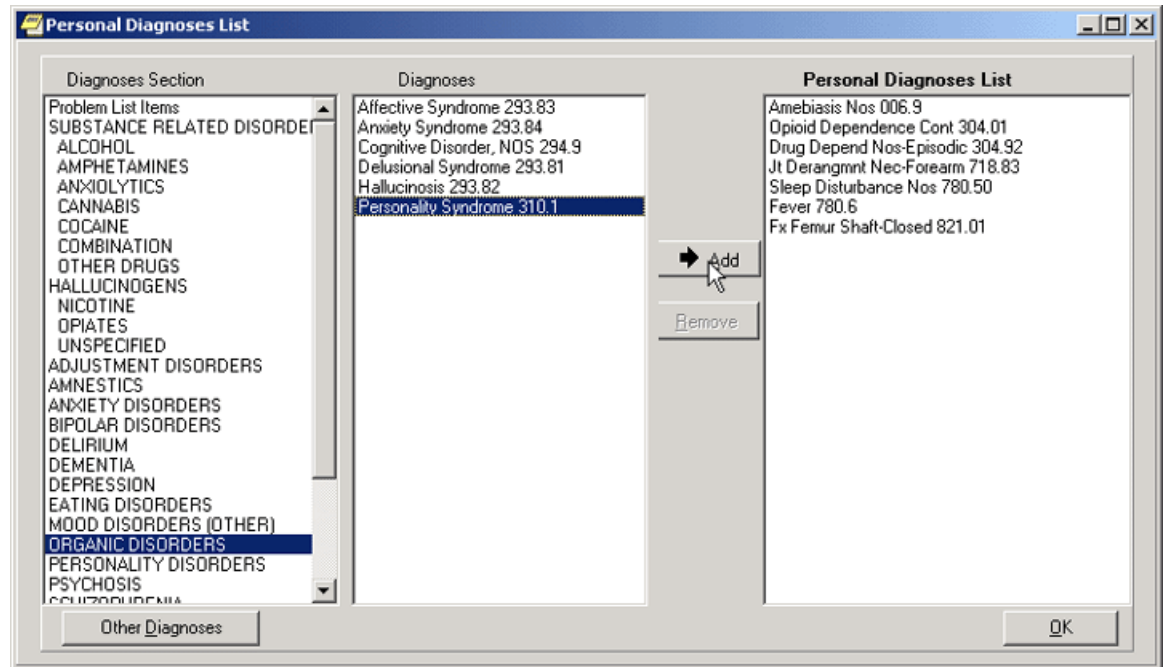 Personal Diagnoses List
Diagnoses Section
Problem List Items
SUBSTANCE RELATED DISORDER
ALCOHOL
AMPHETAMINES
ANXIOLYTICS
CANNABIS
COCAINE
COMBINATION
OTHER DRUGS
HALLUCINOGENS
NICOTINE
OPIATES
UNSPECIFIED
ADJUSTMENT DISORDERS
AMNESTICS
ANXIETY DISORDERS
BIPOLAR DISORDERS
DELIRIUM
DEMENTIA
DEPRESSION
EATING DISORDERS
MOOD DISORDERS (OTHER)
ORGANIC DISORDERS
PERSONALITY DISORDERS
PSYCHOSIS
SCHIZOPHRENIA
Other Diagnoses
Diagnoses
Affective Syndrome 293.83
Anxiety Syndrome 293.84
Cognitive Disorder, NOS 294.9
Delusional Syndrome 293.81
Hallucinosis 293.82
Personality Syndrome 310.1
Add
Remove
Personal Diagnoses List
Amebiasis Nos 006.9
Opioid Dependence Cont 304.01
Drug Depend Nos-Episodic 304.92
Jt Derangmnt Nec-Forearm 718.83
Sleep Disturbance Nos 780.50
Fever 780.6
Fx Femur Shaft-Closed 821.01
OK